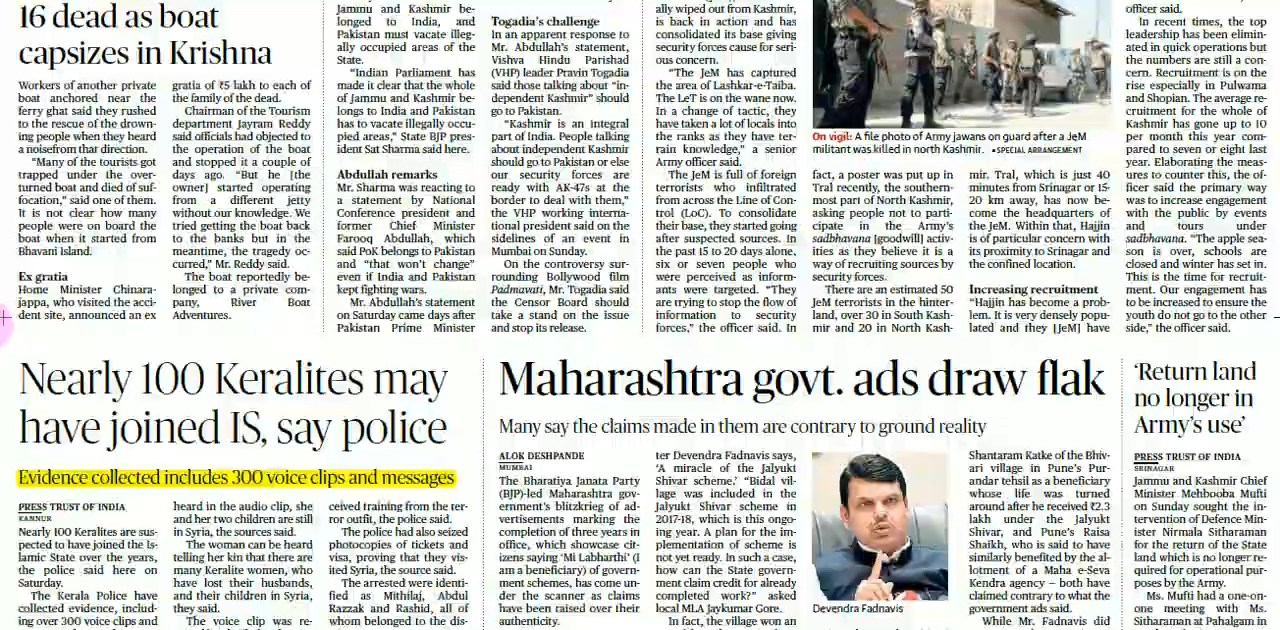 16 dead as boat
capsizes in Krishna
Workers of another private
boat anchored near the
ferry ghat said they rushed
to the rescue of the drown-
ing people when they heard
a noisefrom thar direction.
“Many of the tourists got
trapped under the over-
turned boat and died of suf-
focation,” said one of them.
It is not clear how many
people were on board the
boat when it started from
Bhavani Island.
Ex gratia
Home Minister Chinara-
jappa, who visited the acci-
dent site, announced an ex
gratia of ₹5 lakh to each of
the family of the dead.
Chairman of the Tourism
department Jayram Reddy
said officials had objected to
the operation of the boat
and stopped it a couple of
days ago. “But he [the
owner] started operating
from a different jetty
without our knowledge. We
tried getting the boat back
to the banks but in the
meantime, the tragedy oc-
curred,” Mr. Reddy said.
The boat reportedly be-
longed to a private com-
pany, River Boat
Adventures.
Jammu and Kashmir be-
longed to India, and
Pakistan must vacate illeg-
ally occupied areas of the
State.
“Indian Parliament has
made it clear that the whole
of Jammu and Kashmir be-
longs to India and Pakistan
has to vacate illegally occu-
pied areas,” State BJP pres-
ident Sat Sharma said here.
Abdullah remarks
Mr. Sharma was reacting to
a statement by National
Conference president and
former Chief Minister
Farooq Abdullah, which
said PoK belongs to Pakistan
and “that won’t change”
even if India and Pakistan
kept fighting wars.
Mr. Abdullah’s statement
on Saturday came days after
Pakistan Prime Minister
Togadia’s challenge
In an apparent response to
Mr. Abdullah’s statement,
Vishva Hindu Parishad
(VHP) leader Pravin Togadia
said those talking about “in-
dependent Kashmir” should
go to Pakistan.
“Kashmir is an integral
part of India. People talking
about independent Kashmir
should go to Pakistan or else
our security forces are
ready with AK-47s at the
border to deal with them,”
the VHP working interna-
tional president said on the
sidelines of an event in
Mumbai on Sunday.
On the controversy sur-
rounding Bollywood film
Padmavati, Mr. Togadia said
the Censor Board should
take a stand on the issue
and stop its release.
ally wiped out from Kashmir,
is back in action and has
consolidated its base giving
security forces cause for seri-
ous concern.
“The JeM has captured
the area of Lashkar-e-Taiba.
The LeT is on the wane now.
In a change of tactic, they
have taken a lot of locals into
the ranks as they have ter-
rain knowledge,” a senior
Army officer said.
The JeM is full of foreign
terrorists who infiltrated
from across the Line of Con-
trol (LoC). To consolidate
their base, they started going
after suspected sources. In
the past 15 to 20 days alone,
six or seven people who
were perceived as inform-
ants were targeted. “They
are trying to stop the flow of
information to security
forces,” the officer said. In
On vigil: A file photo of Army jawans on guard after a JeM
militant was killed in north Kashmir. •SPECIAL ARRANGEMENT
fact, a poster was put up in
Tral recently, the southern-
most part of North Kashmir,
asking people not to parti-
cipate in the Army’s
sadbhavana [goodwill] activ-
ities as they believe it is a
way of recruiting sources by
security forces.
There are an estimated 50
JeM terrorists in the hinter-
land, over 30 in South Kash-
mir and 20 in North Kash-
mir. Tral, which is just 40
minutes from Srinagar or 15-
20 km away, has now be-
come the headquarters of
the JeM. Within that, Hajjin
is of particular concern with
its proximity to Srinagar and
the confined location.
Increasing recruitment
“Hajjin has become a prob-
lem. It is very densely popu-
lated and they [JeM] have
officer said.
In recent times, the top
leadership has been elimin-
ated in quick operations but
the numbers are still a con-
cern. Recruitment is on the
rise especially in Pulwama
and Shopian. The average re-
cruitment for the whole of
Kashmir has gone up to 10
per month this year com-
pared to seven or eight last
year. Elaborating the meas-
ures to counter this, the of-
ficer said the primary way
was to increase engagement
with the public by events
and tours under
sadbhavana. “The apple sea-
son is over, schools are
closed and winter has set in.
This is the time for recruit-
ment. Our engagement has
to be increased to ensure the
youth do not go to the other
side,” the officer said.
Nearly 100 Keralites may
have joined IS, say police
Evidence collected includes 300 voice clips and messages
PRESS TRUST OF INDIA
KANNUR
Nearly 100 Keralites are sus-
pected to have joined the Is-
lamic State over the years,
the police said here on
Saturday.
The Kerala Police have
collected evidence, includ-
ing over 300 voice clips and
heard in the audio clip, she
and her two children are still
in Syria, the sources said.
The woman can be heard
telling her kin that there are
many Keralite women, who
have lost their husbands,
and their children in Syria,
they said.
The voice clip was re-
ceived training from the ter-
ror outfit, the police said.
The police had also seized
photocopies of tickets and
visa, proving that they vis-
ited Syria, the source said.
The arrested were identi-
fied as Mithilaj, Abdul
Razzak and Rashid, all of
whom belonged to the dis-
Maharashtra govt. ads draw flak
Many say the claims made in them are contrary to ground reality
ALOK DESHPANDE
MUMBAI
The Bharatiya Janata Party
(BJP)-led Maharashtra gov-
ernment’s blitzkrieg of ad-
vertisements marking the
completion of three years in
office, which showcase cit-
izens saying ‘Mi Labharthi’ (I
am a beneficiary) of govern-
ment schemes, has come un-
der the scanner as claims
have been raised over their
authenticity.
ter Devendra Fadnavis says,
‘A miracle of the Jalyukt
Shivar scheme.’ “Bidal vil-
lage was included in the
Jalyukt Shivar scheme in
2017-18, which is this ongo-
ing year. A plan for the im-
plementation of scheme is
not yet ready. In such a case,
how can the State govern-
ment claim credit for already
completed work?” asked
local MLA Jaykumar Gore.
In fact, the village won an
Devendra Fadnavis
Shantaram Katke of the Bhiv-
ari village in Pune’s Pur-
andar tehsil as a beneficiary
whose life was turned
around after he received ₹2.3
lakh under the Jalyukt
Shivar, and Pune’s Raisa
Shaikh, who is said to have
similarly benefited by the al-
lotment of a Maha e-Seva
Kendra agency – both have
claimed contrary to what the
government ads said.
While Mr. Fadnavis did
‘Return land
no longer in
Army’s use’
PRESS TRUST OF INDIA
SRINAGAR
Jammu and Kashmir Chief
Minister Mehbooba Mufti
on Sunday sought the in-
tervention of Defence Min-
ister Nirmala Sitharaman
for the return of the State
land which is no longer re-
quired for operational pur-
poses by the Army.
Ms. Mufti had a one-on-
one meeting with Ms.
Sitharaman at Pahalgam in